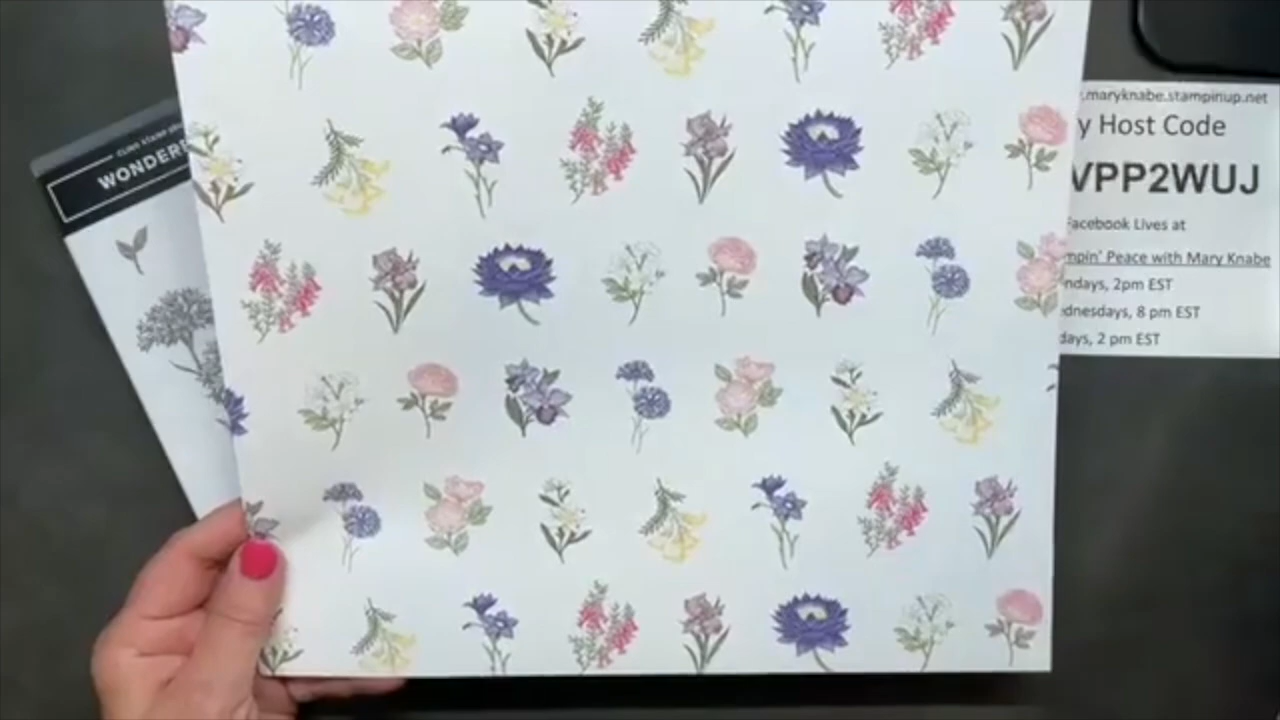 CLING STAMP
WONDER
.maryknabe.stampinup.net
y Host Code
VPP2WUJ
Facebook Lives at
mpin' Peace with Mary Knabe
ndays, 2pm EST
dnesdays, 8 pm EST
days, 2 pm EST